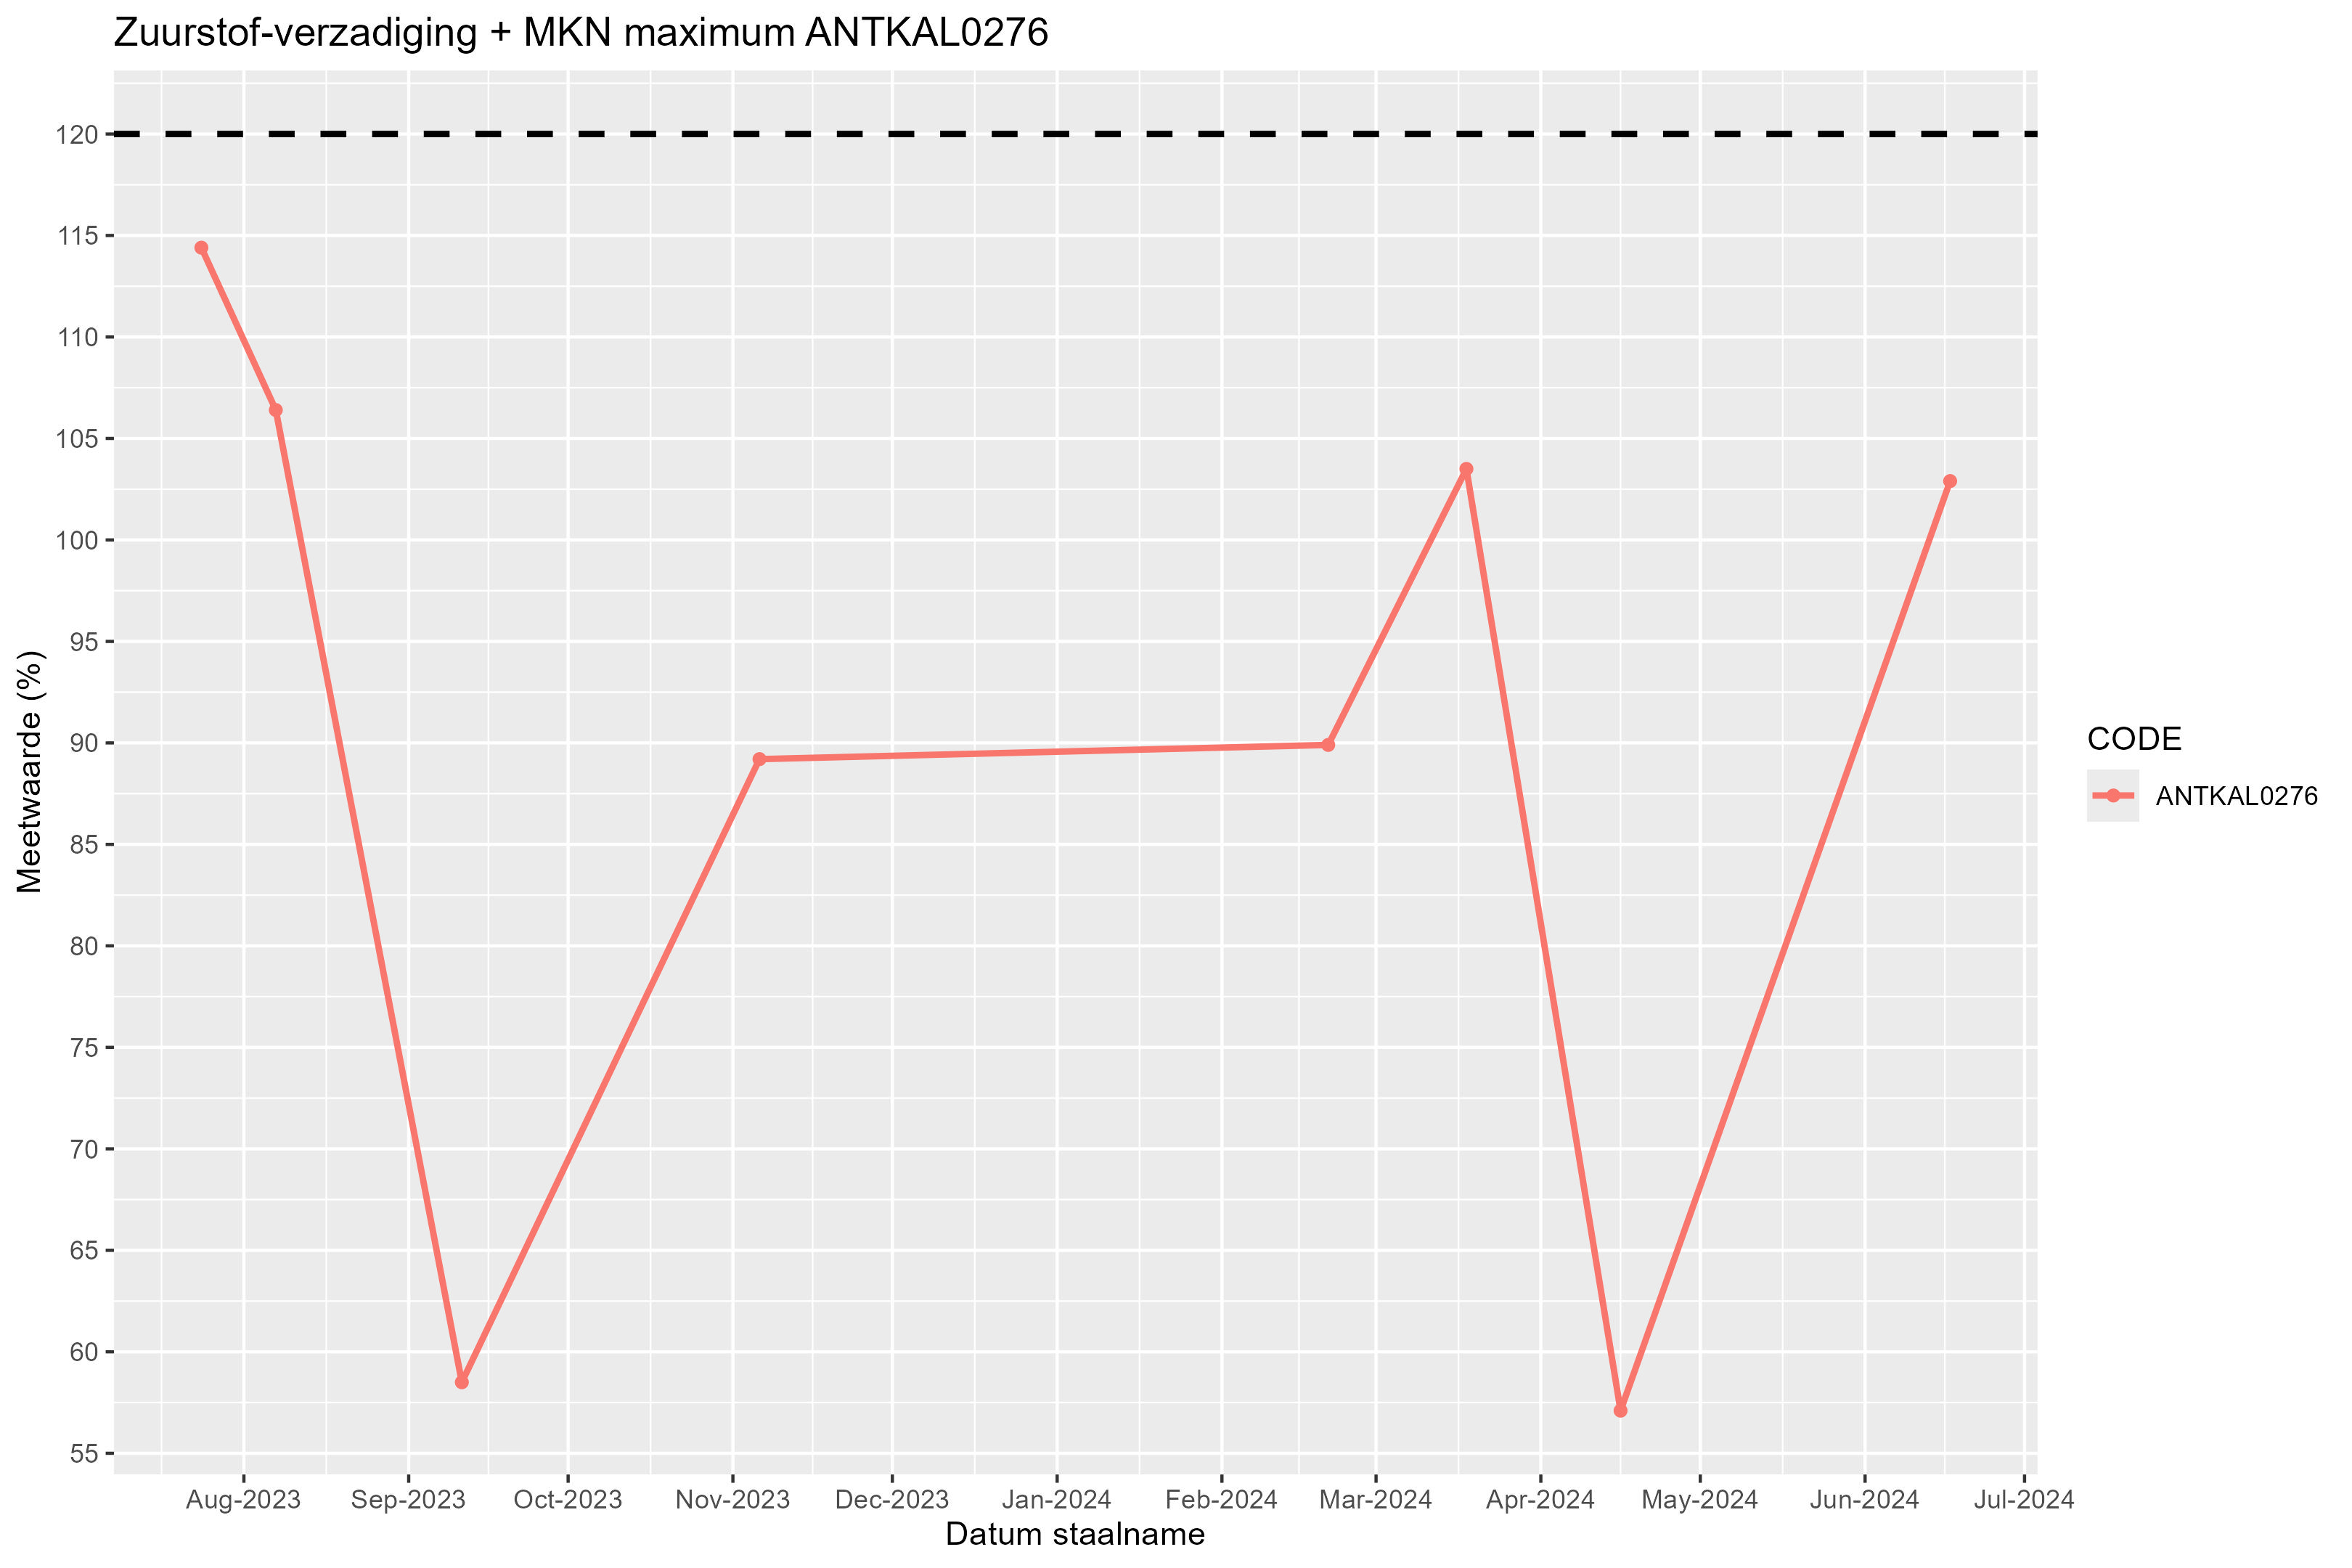 Zuurstof-verzadiging + MKN maximum ANTKAL0276
120
115
110
105
100
95
90
85
80
75
70
65
60
55
Meetwaarde (%)
Aug-2023 Sep-2023 Oct-2023 Nov-2023 Dec-2023 Jan-2024 Feb-2024 Mar-2024 Apr-2024 May-2024 Jun-2024 Jul-2024
Datum staalname
CODE
ANTKAL0276